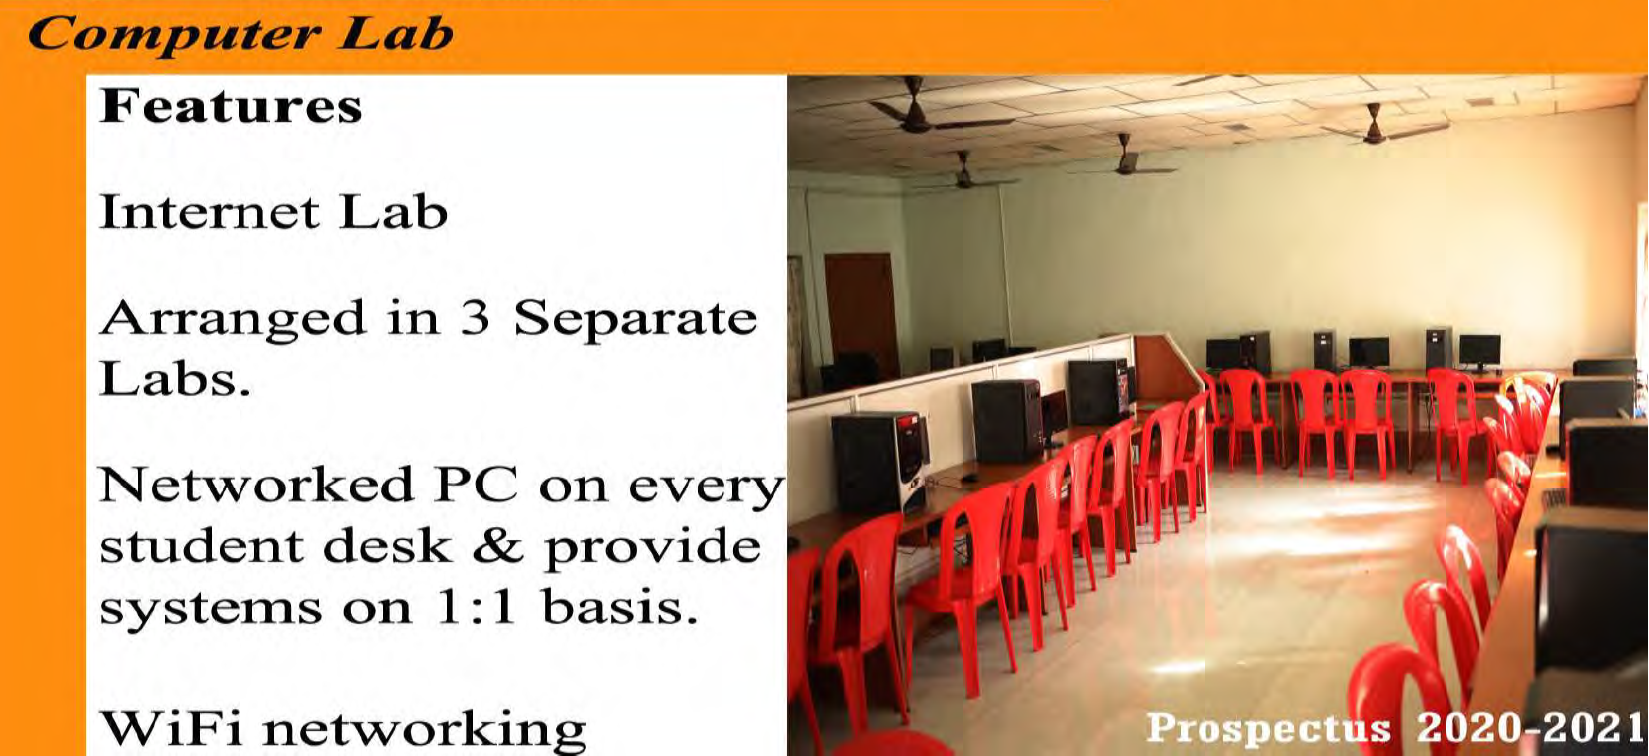 Computer Lab
Features
Internet Lab
Arranged in 3 Separate
Labs.
Networked PC on every
student desk & provide
systems on 1:1 basis.
WiFi networking
Prospectus 2020-2021